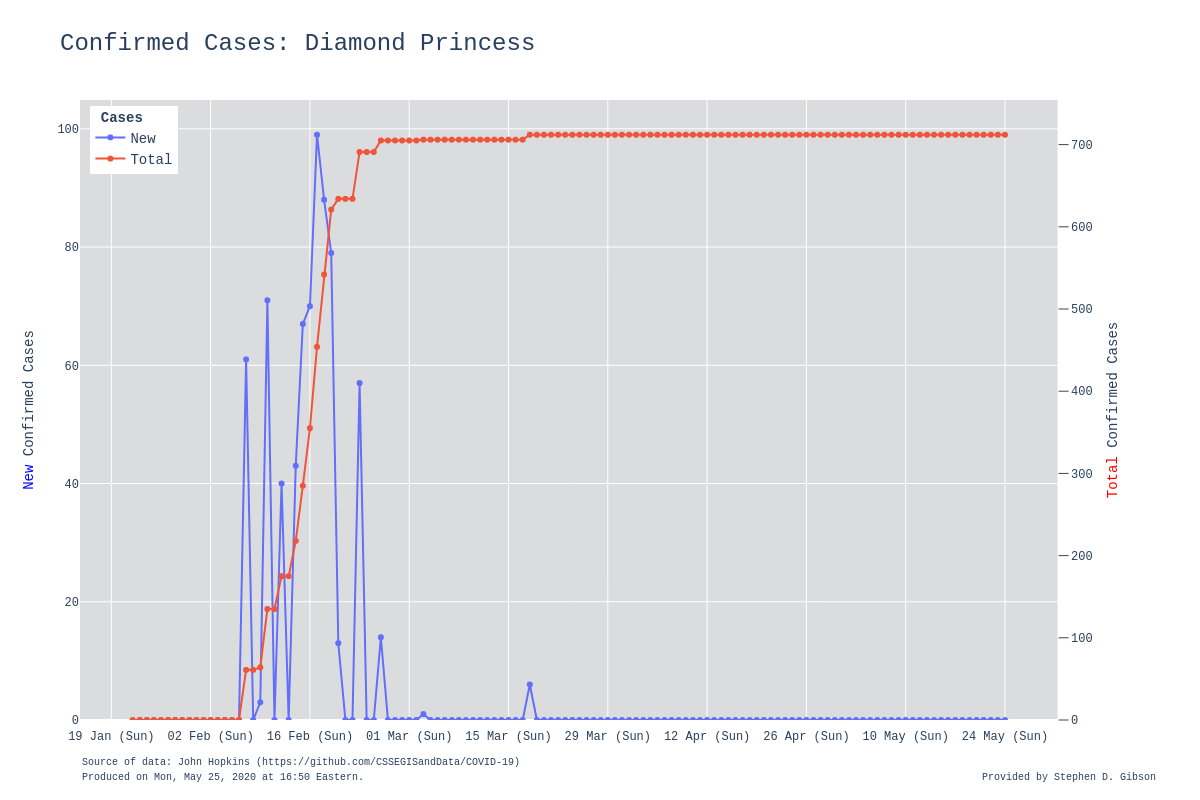 Confirmed Cases: Diamond Princess
Cases
New
Total
100
80
60
40
20
0
700
600
500
400
300
200
100
0
New Confirmed Cases
Total Confirmed Cases
19 Jan (Sun) 02 Feb (Sun) 16 Feb (Sun) 01 Mar (Sun) 15 Mar (Sun) 29 Mar (Sun) 12 Apr (Sun) 26 Apr (Sun) 10 May (Sun) 24 May (Sun)
Source of data: John Hopkins (https://github.com/CSSEGISandData/COVID-19)
Produced on Mon, May 25, 2020 at 16:50 Eastern.
Provided by Stephen D. Gibson